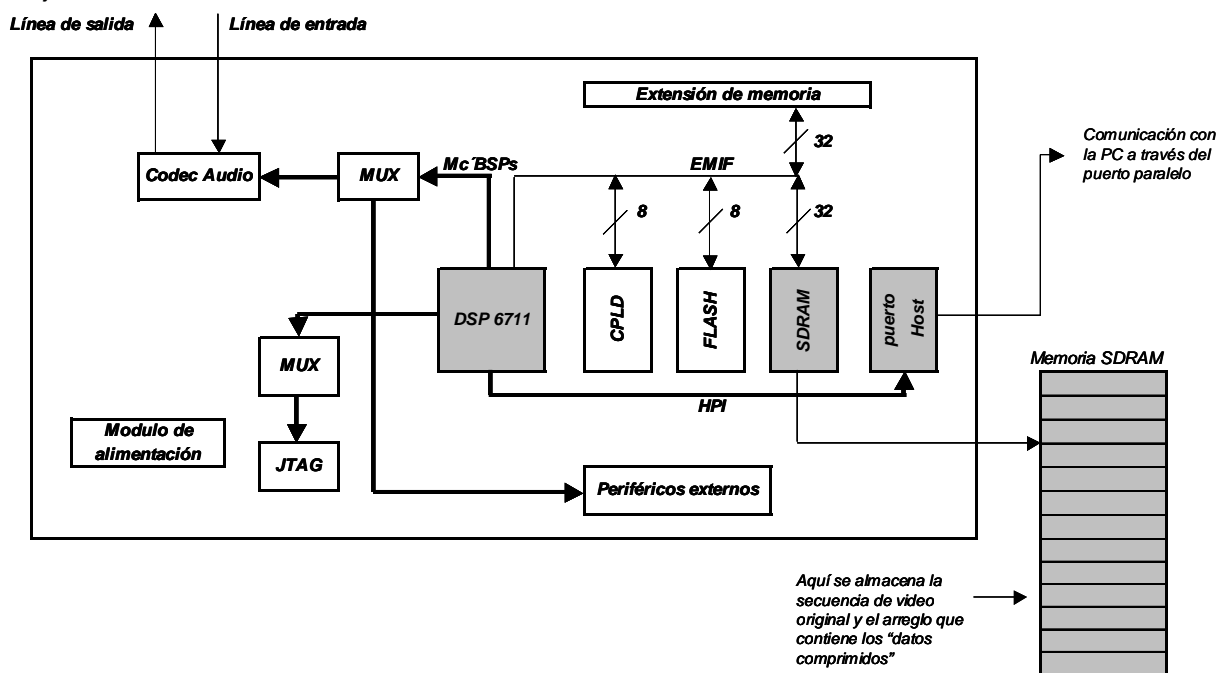 Línea de salida
Línea de entrada
Extensión de memoria
32
Comunicación con
la PC a través del
puerto paralelo
Codec Audio
MUX
Mc´BSPs
EMIF
8
8
32
DSP 6711
CPLD
FLASH
SDRAM
puerto
Host
MUX
HPI
Memoria SDRAM
Modulo de
alimentación
JTAG
Periféricos externos
Aquí se almacena la
secuencia de video
original y el arreglo que
contiene los “datos
comprimidos”